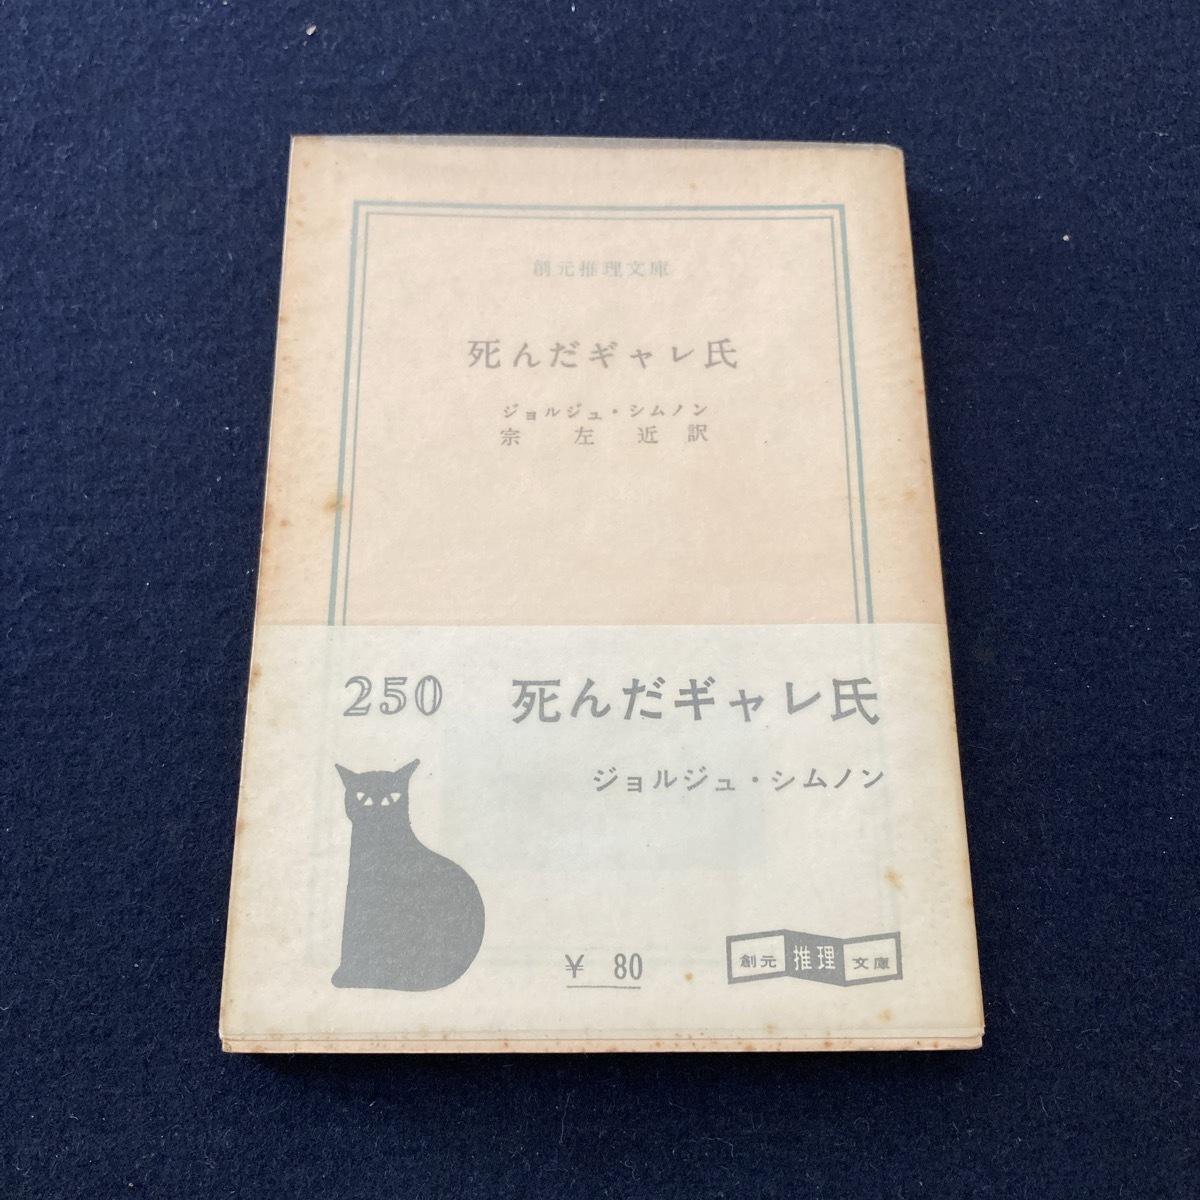 創元推理文庫
死んだギャレ氏
ジョルジュ・シムノン
宗 左 近 訳
250 死んだギャレ氏
ジョルジュ・シムノン
¥ 80
創元 推理 文庫